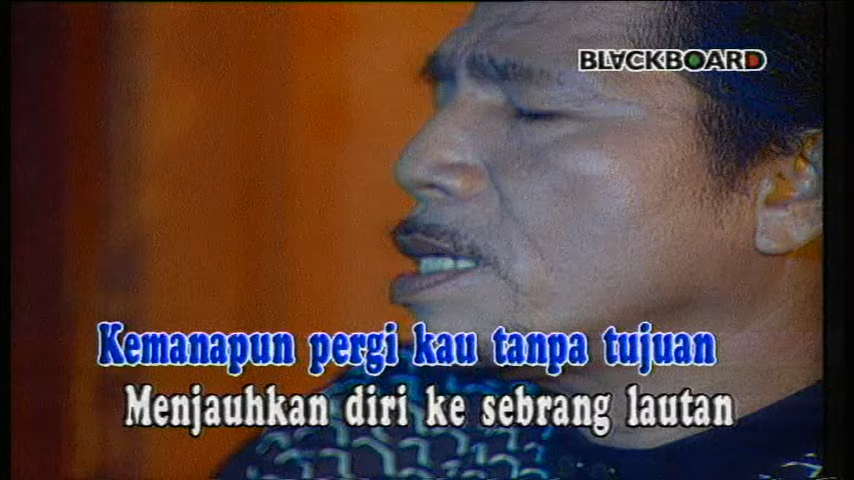 BLACKBOARD
Kemanapun pergi kau tanpa tujuan
Menjauhkan diri ke sebrang lautan